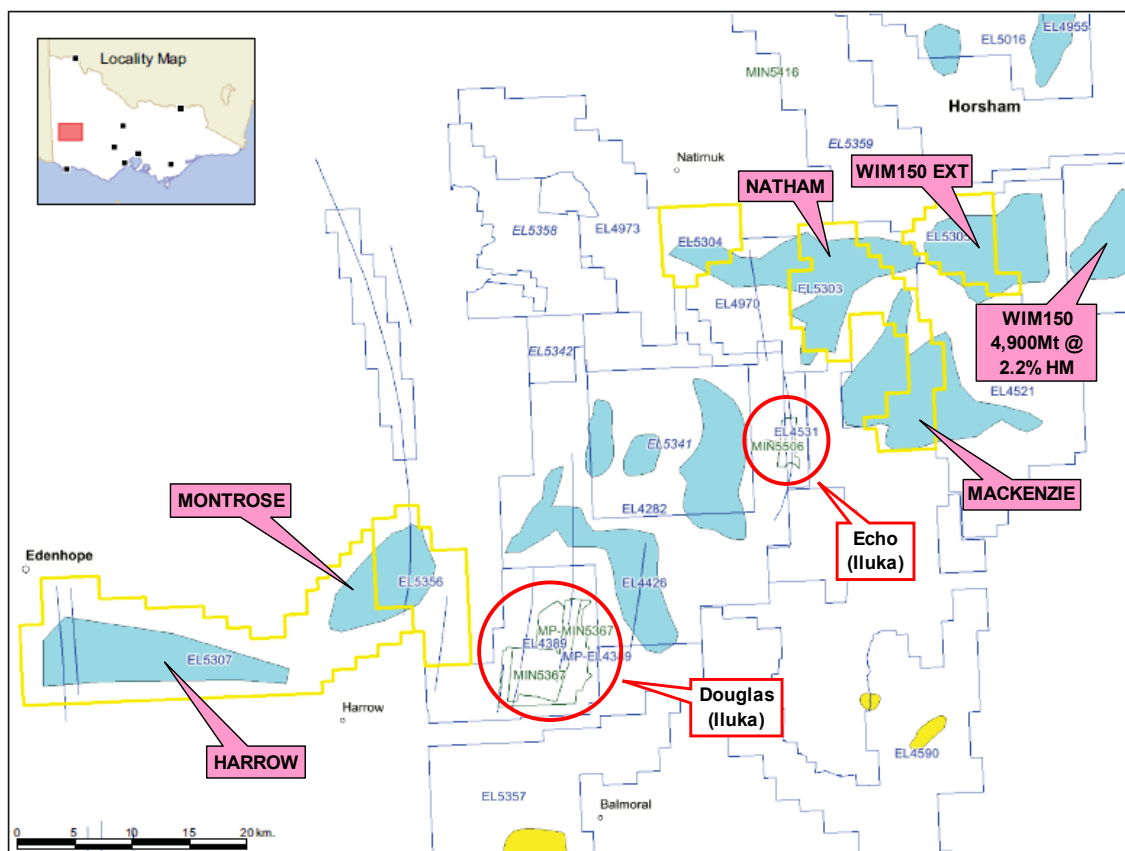 Locality Map
EL5016
EL4955
MIN5416
Horsham
EL5359
Natimuk
NATHAM
WIM150 EXT
EL5358
EL4973
EL5304
EL5303
EL4970
WIM150
4,900Mt @
2.2% HM
EL5342
EL4521
EL5341
EL4531
MIN5506
MACKENZIE
MONTROSE
EL4282
Echo
(Iluka)
Edenhope
EL5356
EL4426
MP-MIN5367
EL4389
MP-EL4389
MIN5367
EL5307
Douglas
(Iluka)
Harrow
HARROW
EL4590
EL5357
Balmoral
0 5 10 15 20 km.